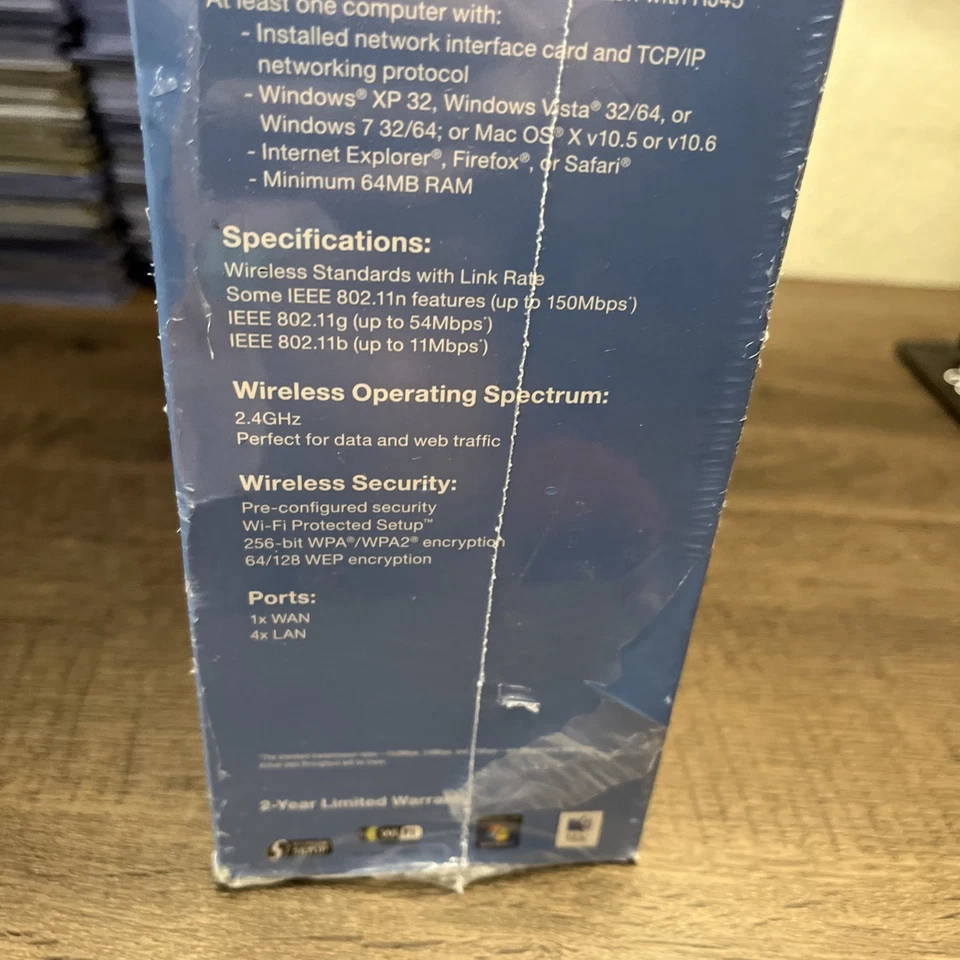 At least one computer with:
- Installed network interface card and TCP/IP
networking protocol
- Windows® XP 32, Windows Vista® 32/64, or
Windows 7 32/64; or Mac OS® X v10.5 or v10.6
- Internet Explorer®, Firefox®, or Safari®
- Minimum 64MB RAM
Specifications:
Wireless Standards with Link Rate
Some IEEE 802.11n features (up to 150Mbps*)
IEEE 802.11g (up to 54Mbps*)
IEEE 802.11b (up to 11Mbps*)
Wireless Operating Spectrum:
2.4GHz
Perfect for data and web traffic
Wireless Security:
Pre-configured security
Wi-Fi Protected Setup™
256-bit WPA®/WPA2® encryption
64/128 WEP encryption
Ports:
1x WAN
4x LAN
2-Year Limited Warranty